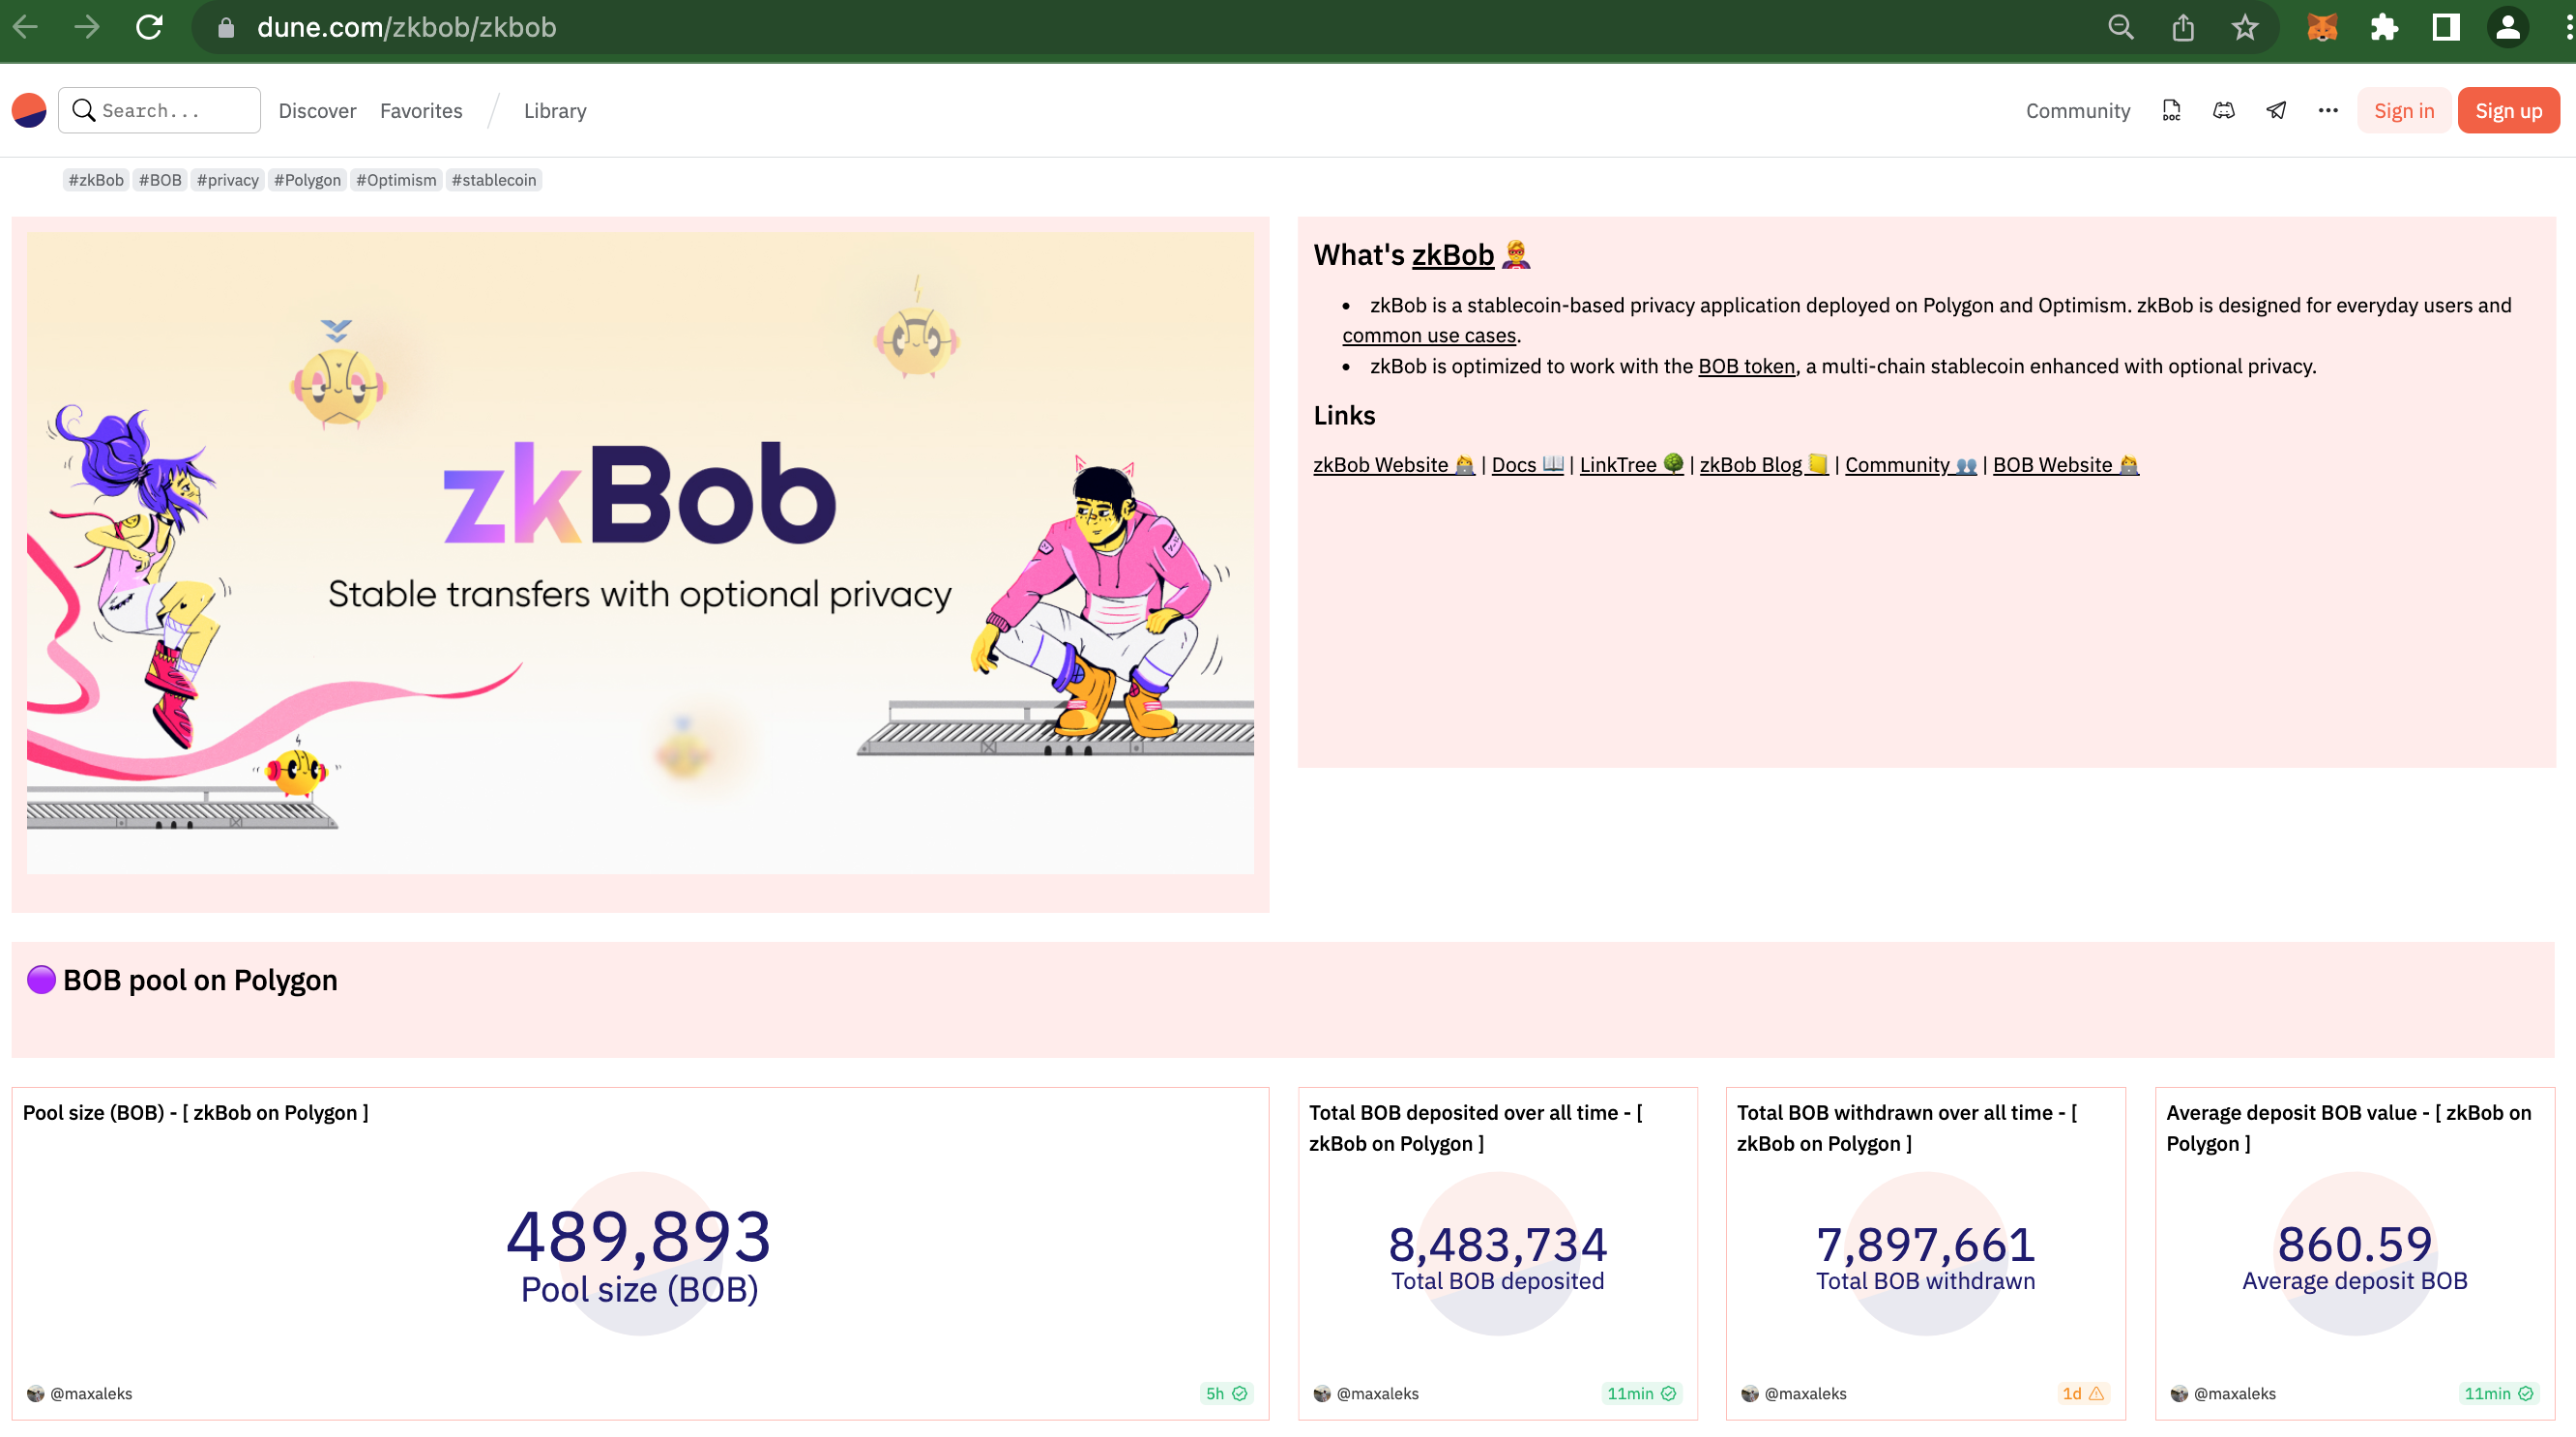 dune.com/zkbob/zkbob
Search...
Discover
Favorites
Library
Community
DOC
Sign in
Sign up
#zkBob #BOB #privacy #Polygon #Optimism #stablecoin
zkBob
Stable transfers with optional privacy
What's zkBob
zkBob is a stablecoin-based privacy application deployed on Polygon and Optimism. zkBob is designed for everyday users and
common use cases.
zkBob is optimized to work with the BOB token, a multi-chain stablecoin enhanced with optional privacy.
Links
zkBob Website | Docs | LinkTree | zkBob Blog | Community | BOB Website
BOB pool on Polygon
Pool size (BOB) - [ zkBob on Polygon ]
489,893
Pool size (BOB)
@maxaleks
5h
Total BOB deposited over all time - [
zkBob on Polygon ]
8,483,734
Total BOB deposited
@maxaleks
11min
Total BOB withdrawn over all time - [
zkBob on Polygon ]
7,897,661
Total BOB withdrawn
@maxaleks
1d
Average deposit BOB value - [ zkBob on
Polygon ]
860.59
Average deposit BOB
@maxaleks
11min